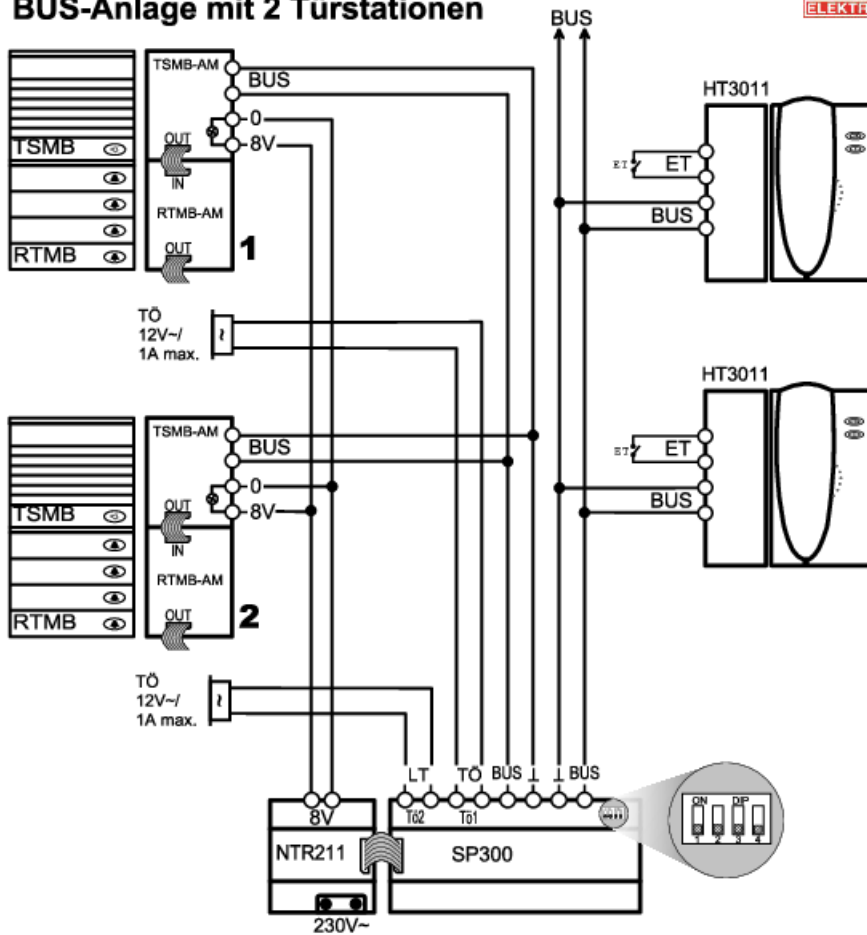 BUS-Anlage mit 2 Türstationen
BUS
TSMB-AM
BUS
0
8V
OUT
IN
RTMB-AM
OUT
1
TSMB
RTMB
HT3011
ET
ET
BUS
TÖ
12V~/
1A max.
~
TSMB-AM
BUS
0
8V
OUT
IN
RTMB-AM
OUT
2
TSMB
RTMB
HT3011
ET
ET
BUS
TÖ
12V~/
1A max.
~
LT TÖ BUS ⊥ ⊥ BUS
8V
Tö2 Tö1
NTR211
SP300
230V~
ON DIP
1 2 3 4